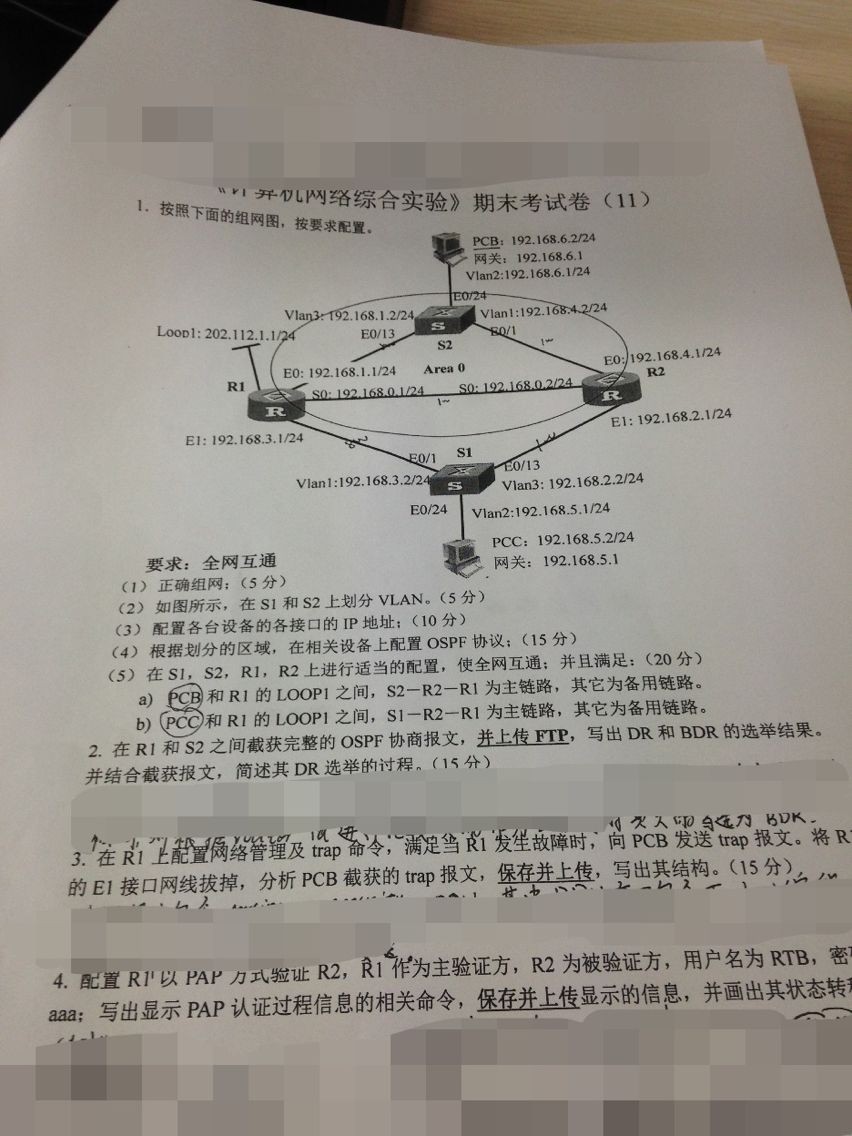 《计算机网络综合实验》期末考试卷（11）
1. 按照下面的组网图，按要求配置。
PCB：192.168.6.2/24
网关：192.168.6.1
Vlan2:192.168.6.1/24
E0/24
Vlan3: 192.168.1.2/24
Vlan1:192.168.4.2/24
Loop1: 202.112.1.1/24
E0/13
S
E0/1
S2
E0: 192.168.4.1/24
E0: 192.168.1.1/24
Area 0
R2
R1
S0: 192.168.0.1/24
S0: 192.168.0.2/24
R
R
E1: 192.168.2.1/24
E1: 192.168.3.1/24
E0/1
S1
E0/13
Vlan1:192.168.3.2/24
S
Vlan3: 192.168.2.2/24
E0/24
Vlan2:192.168.5.1/24
PCC：192.168.5.2/24
网关：192.168.5.1
要求：全网互通
（1） 正确组网；（5 分）
（2） 如图所示，在 S1 和 S2 上划分 VLAN。（5 分）
（3） 配置各台设备的各接口的 IP 地址；（10 分）
（4） 根据划分的区域，在相关设备上配置 OSPF 协议；（15 分）
（5） 在 S1，S2，R1，R2 上进行适当的配置，使全网互通；并且满足：（20 分）
a) PCB 和 R1 的 LOOP1 之间，S2－R2－R1 为主链路，其它为备用链路。
b) PCC 和 R1 的 LOOP1 之间，S1－R2－R1 为主链路，其它为备用链路。
2. 在 R1 和 S2 之间截获完整的 OSPF 协商报文，并上传 FTP，写出 DR 和 BDR 的选举结果。
并结合截获报文，简述其 DR 选举的过程。（15 分）
BDR.
3. 在 R1 上配置网络管理及 trap 命令，满足当 R1 发生故障时，向 PCB 发送 trap 报文。将 R
的 E1 接口网线拔掉，分析 PCB 截获的 trap 报文，保存并上传，写出其结构。（15 分）
4. 配置 R1 以 PAP 方式验证 R2，R1 作为主验证方，R2 为被验证方，用户名为 RTB，密
aaa；写出显示 PAP 认证过程信息的相关命令，保存并上传显示的信息，并画出其状态转